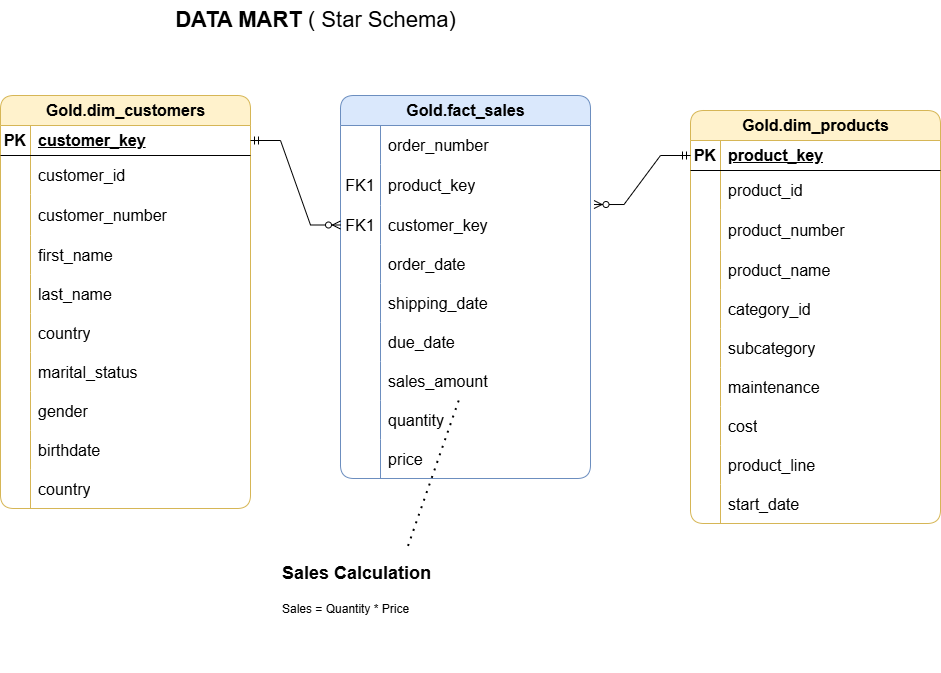 DATA MART ( Star Schema)
Gold.dim_customers
PK customer_key
customer_id
customer_number
first_name
last_name
country
marital_status
gender
birthdate
country
Gold.fact_sales
order_number
FK1 product_key
FK1 customer_key
order_date
shipping_date
due_date
sales_amount
quantity
price
Gold.dim_products
PK product_key
product_id
product_number
product_name
category_id
subcategory
maintenance
cost
product_line
start_date
Sales Calculation
Sales = Quantity * Price